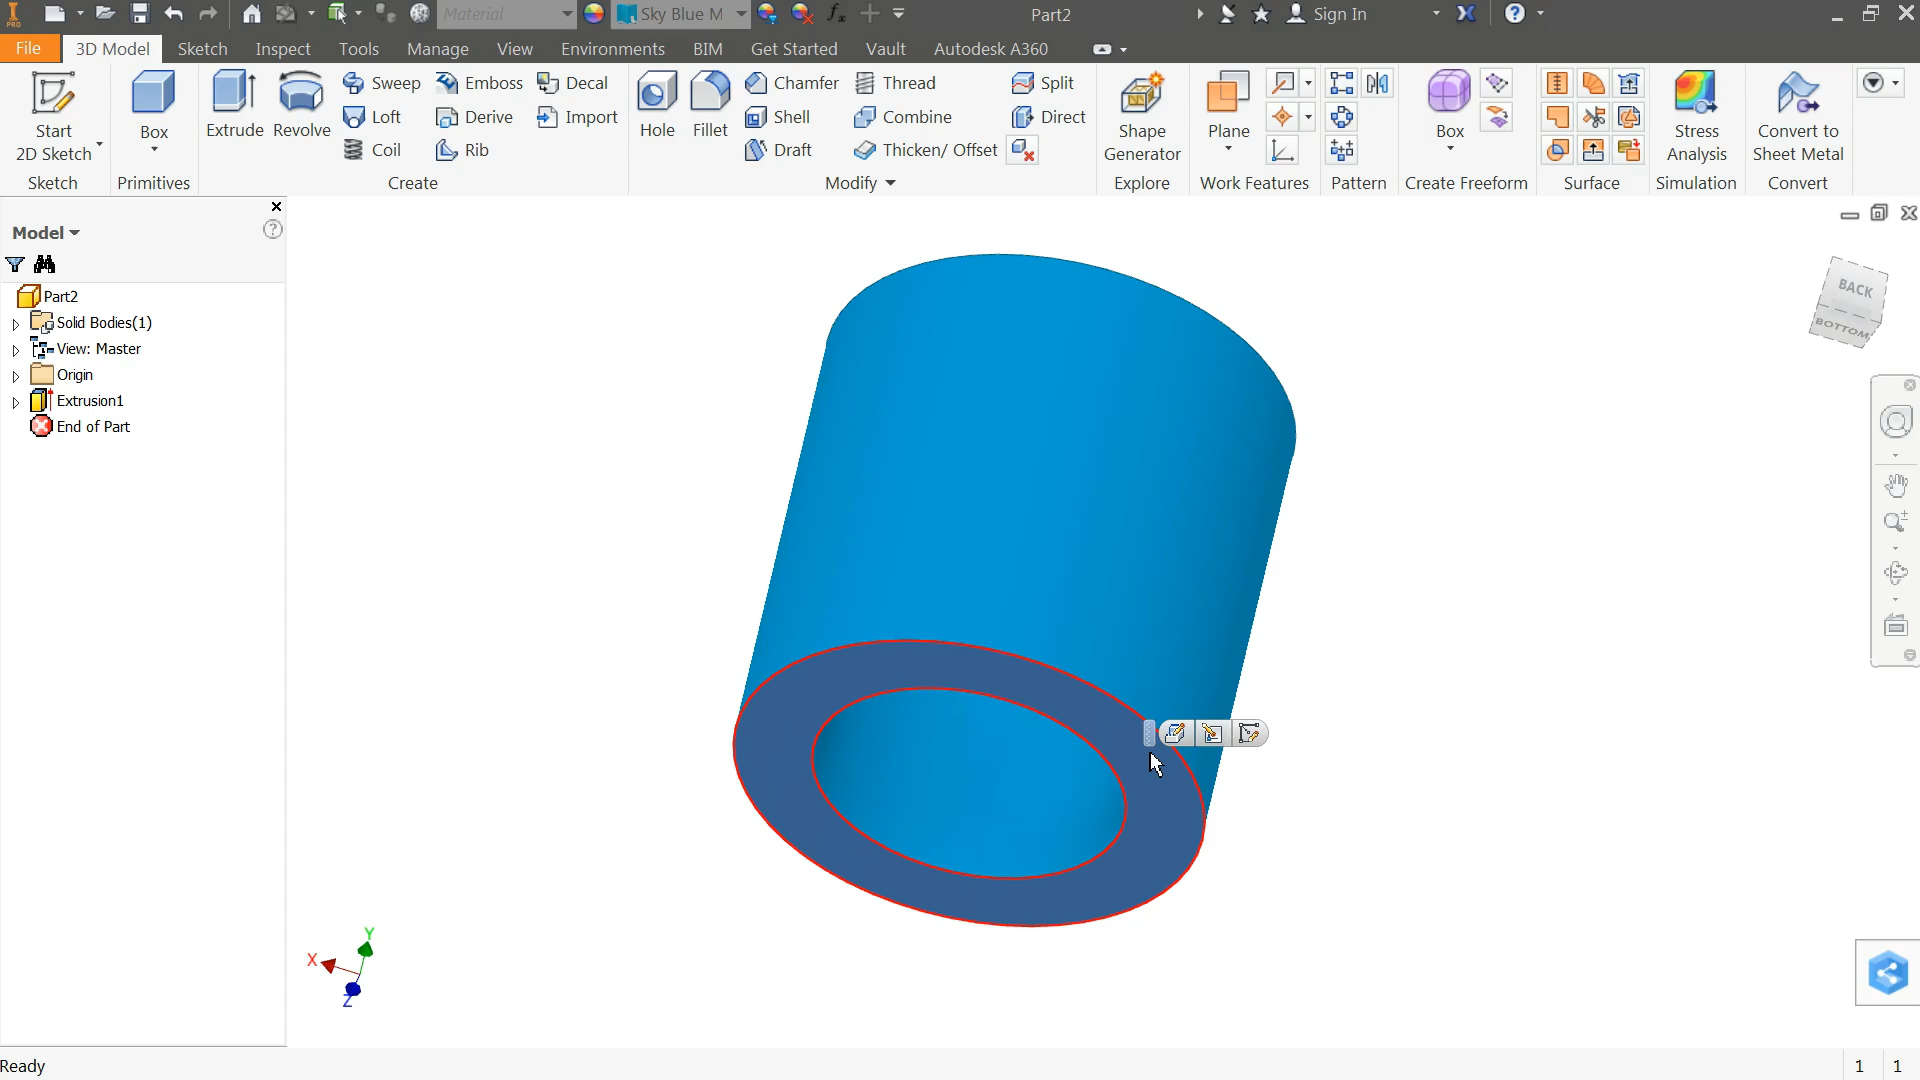 PRO
Material
Sky Blue M
fx
Part2
Sign In
File
3D Model
Sketch
Inspect
Tools
Manage
View
Environments
BIM
Get Started
Vault
Autodesk A360
Start
2D Sketch
Sketch
Box
Primitives
Extrude
Revolve
Sweep
Loft
Coil
Emboss
Derive
Rib
Decal
Import
Create
Hole
Fillet
Chamfer
Shell
Draft
Thread
Combine
Thicken/ Offset
Split
Direct
Modify
Shape
Generator
Explore
Plane
Work Features
Pattern
Box
Create Freeform
Surface
Stress
Analysis
Simulation
Convert to
Sheet Metal
Convert
Model
Part2
Solid Bodies(1)
View: Master
Origin
Extrusion1
End of Part
BACK
BOTTOM
Y
X
Z
Ready
1
1